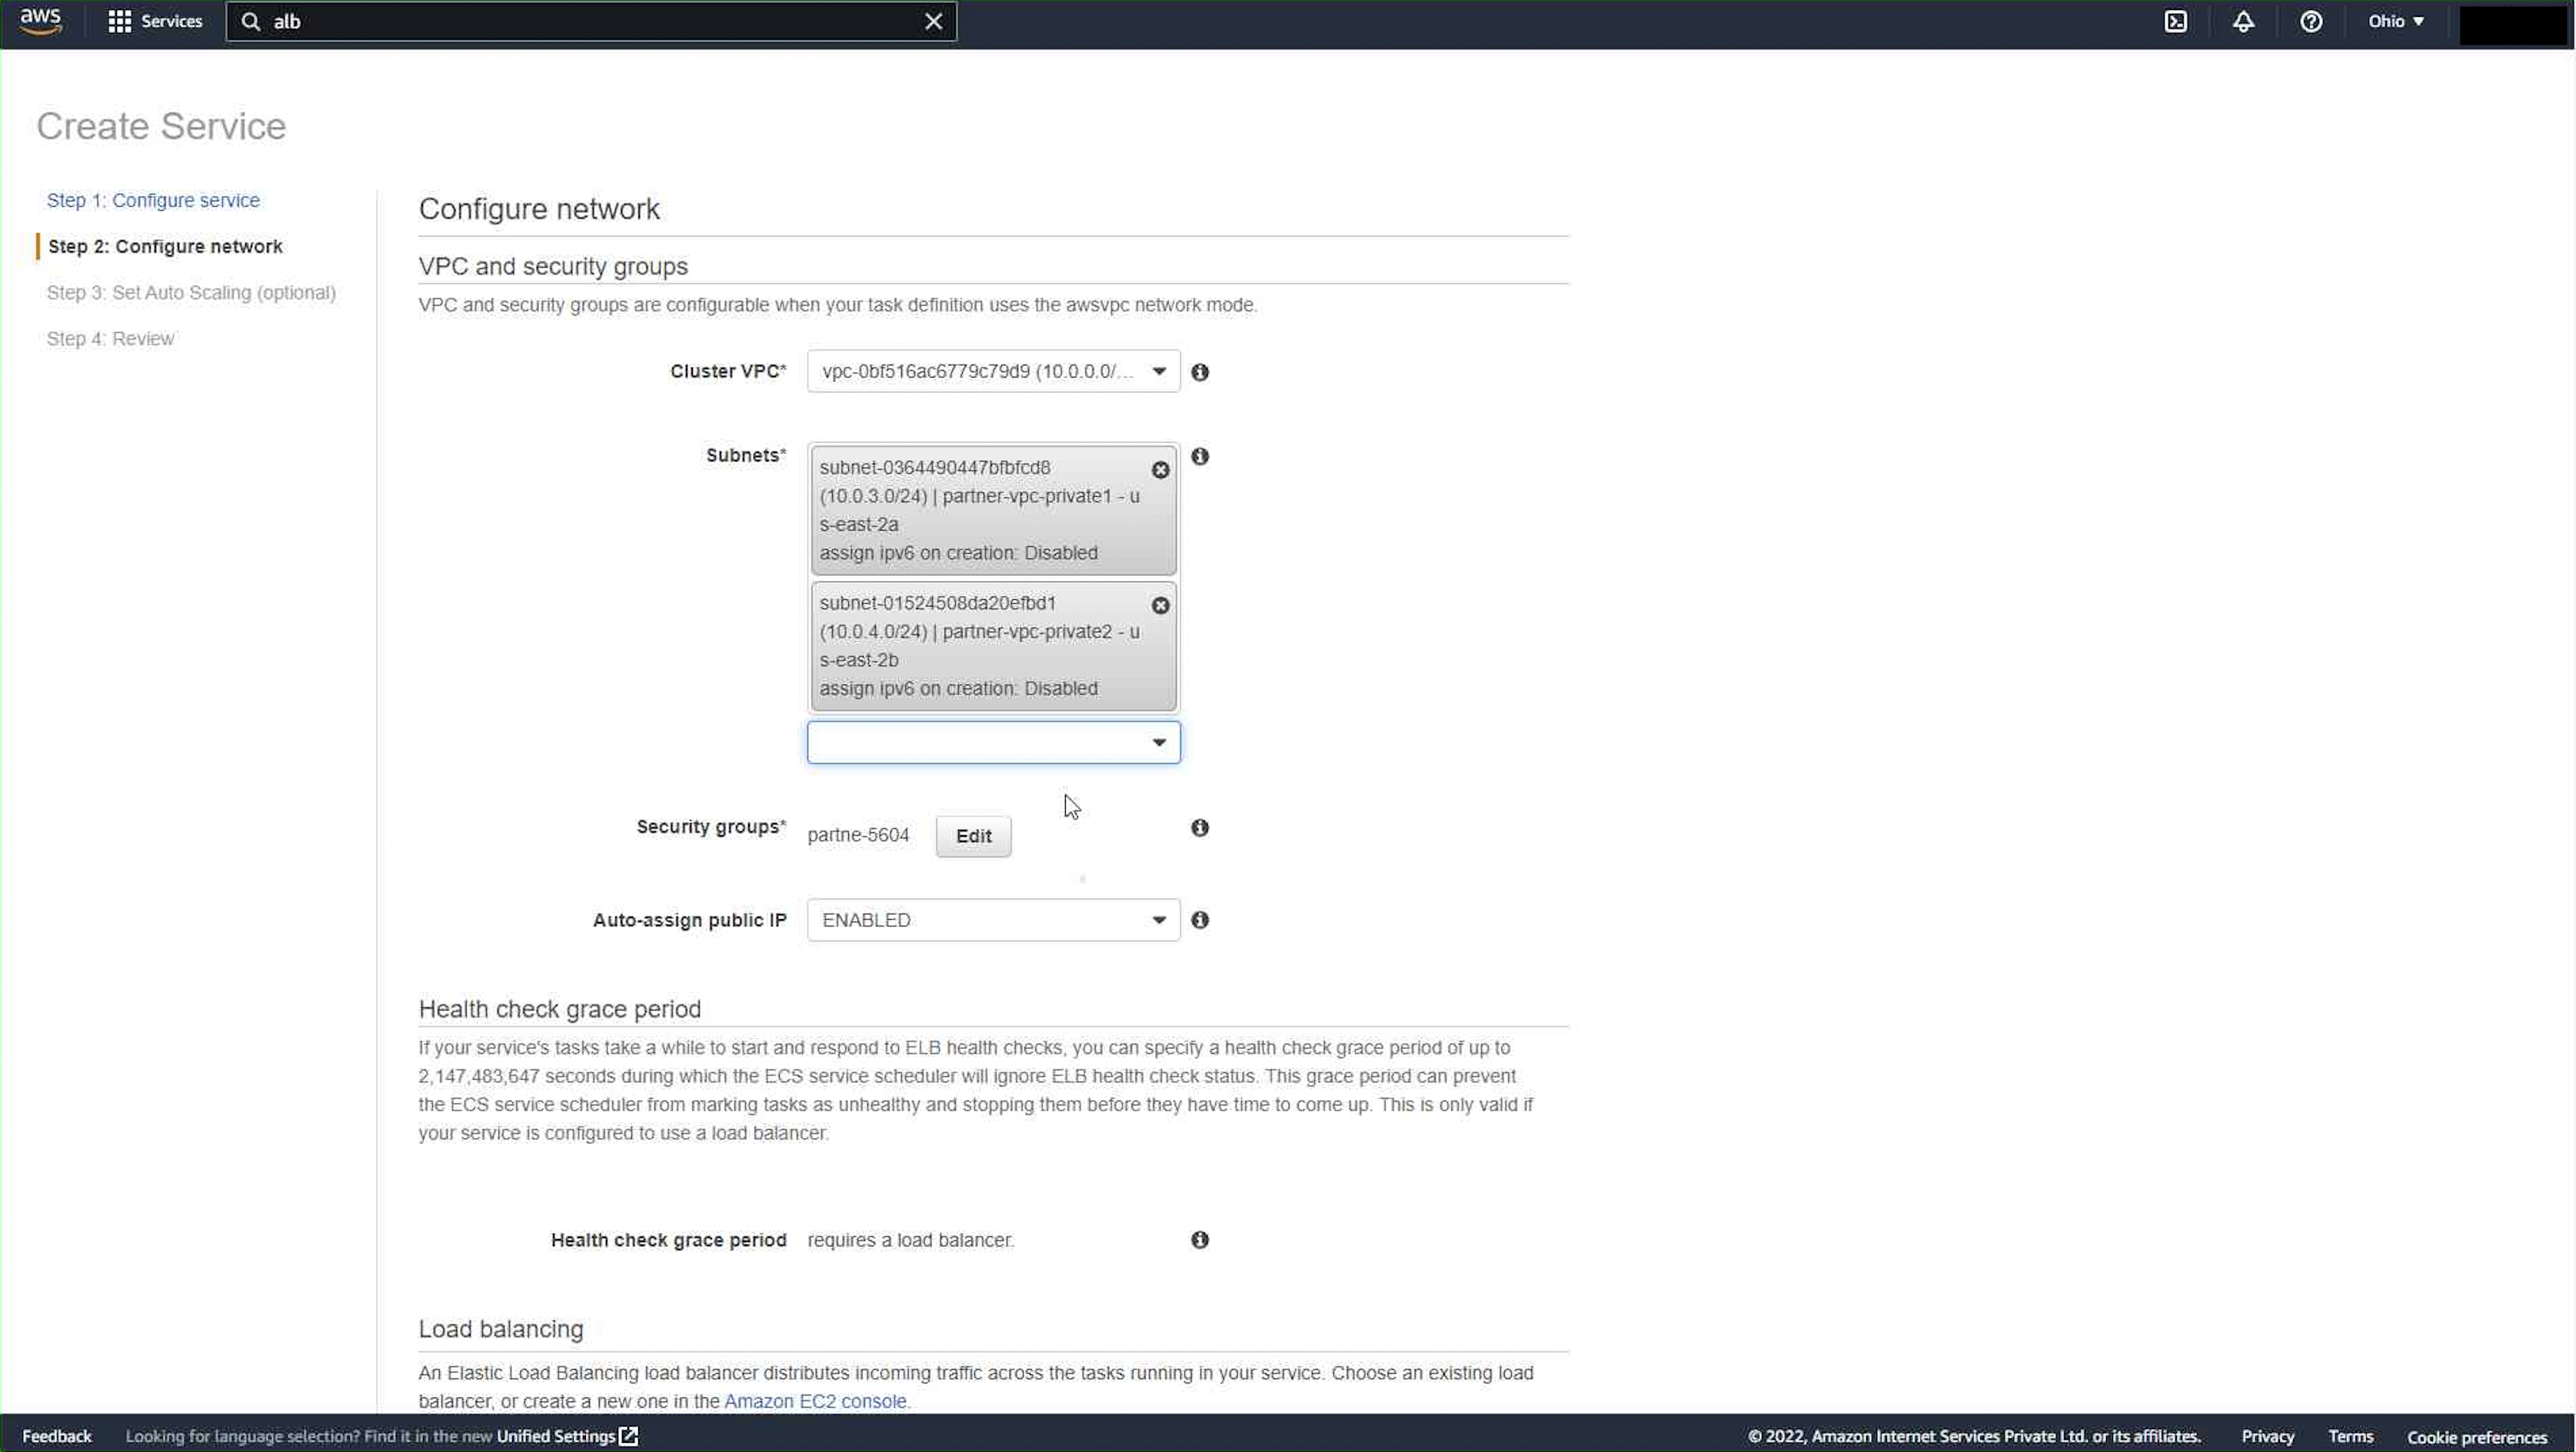 aws
Services
alb
Ohio
Create Service
Step 1: Configure service
Step 2: Configure network
Step 3: Set Auto Scaling (optional)
Step 4: Review
Configure network
VPC and security groups
VPC and security groups are configurable when your task definition uses the awsvpc network mode.
Cluster VPC* vpc-0bf516ac6779c79d9 (10.0.0.0/...
Subnets*
subnet-0364490447bfbfcd8
(10.0.3.0/24) | partner-vpc-private1 - u
s-east-2a
assign ipv6 on creation: Disabled
subnet-01524508da20efbd1
(10.0.4.0/24) | partner-vpc-private2 - u
s-east-2b
assign ipv6 on creation: Disabled
Security groups* partne-5604 Edit
Auto-assign public IP ENABLED
Health check grace period
If your service's tasks take a while to start and respond to ELB health checks, you can specify a health check grace period of up to
2,147,483,647 seconds during which the ECS service scheduler will ignore ELB health check status. This grace period can prevent
the ECS service scheduler from marking tasks as unhealthy and stopping them before they have time to come up. This is only valid if
your service is configured to use a load balancer.
Health check grace period requires a load balancer.
Load balancing
An Elastic Load Balancing load balancer distributes incoming traffic across the tasks running in your service. Choose an existing load
balancer, or create a new one in the Amazon EC2 console.
Feedback Looking for language selection? Find it in the new Unified Settings © 2022, Amazon Internet Services Private Ltd. or its affiliates. Privacy Terms Cookie preferences